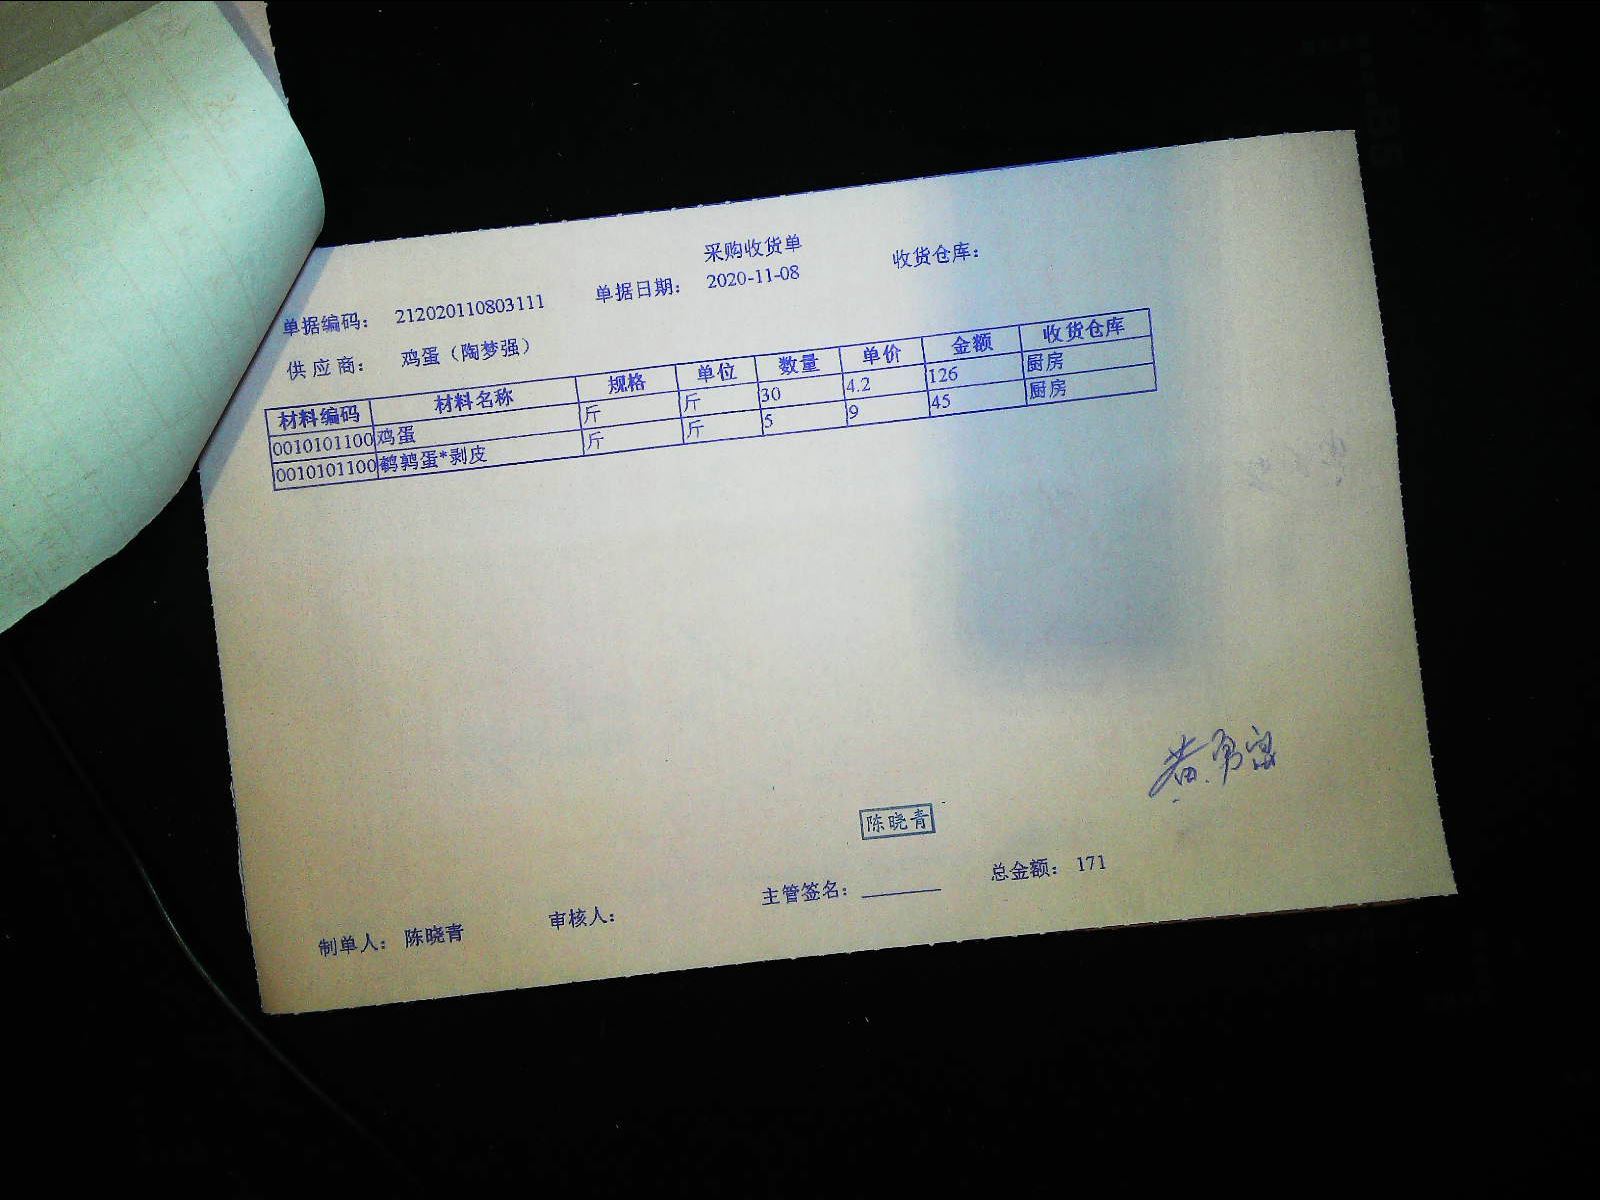 采购收货单
单据编码： 212020110803111 单据日期： 2020-11-08 收货仓库：
供应商： 鸡蛋（陶梦强）
材料编码 材料名称 规格 单位 数量 单价 金额 收货仓库
0010101100 鸡蛋 斤 斤 30 4.2 126 厨房
0010101100 鹌鹑蛋*剥皮 斤 斤 5 9 45 厨房
陈晓青
制单人： 陈晓青 审核人： 主管签名： 总金额： 171